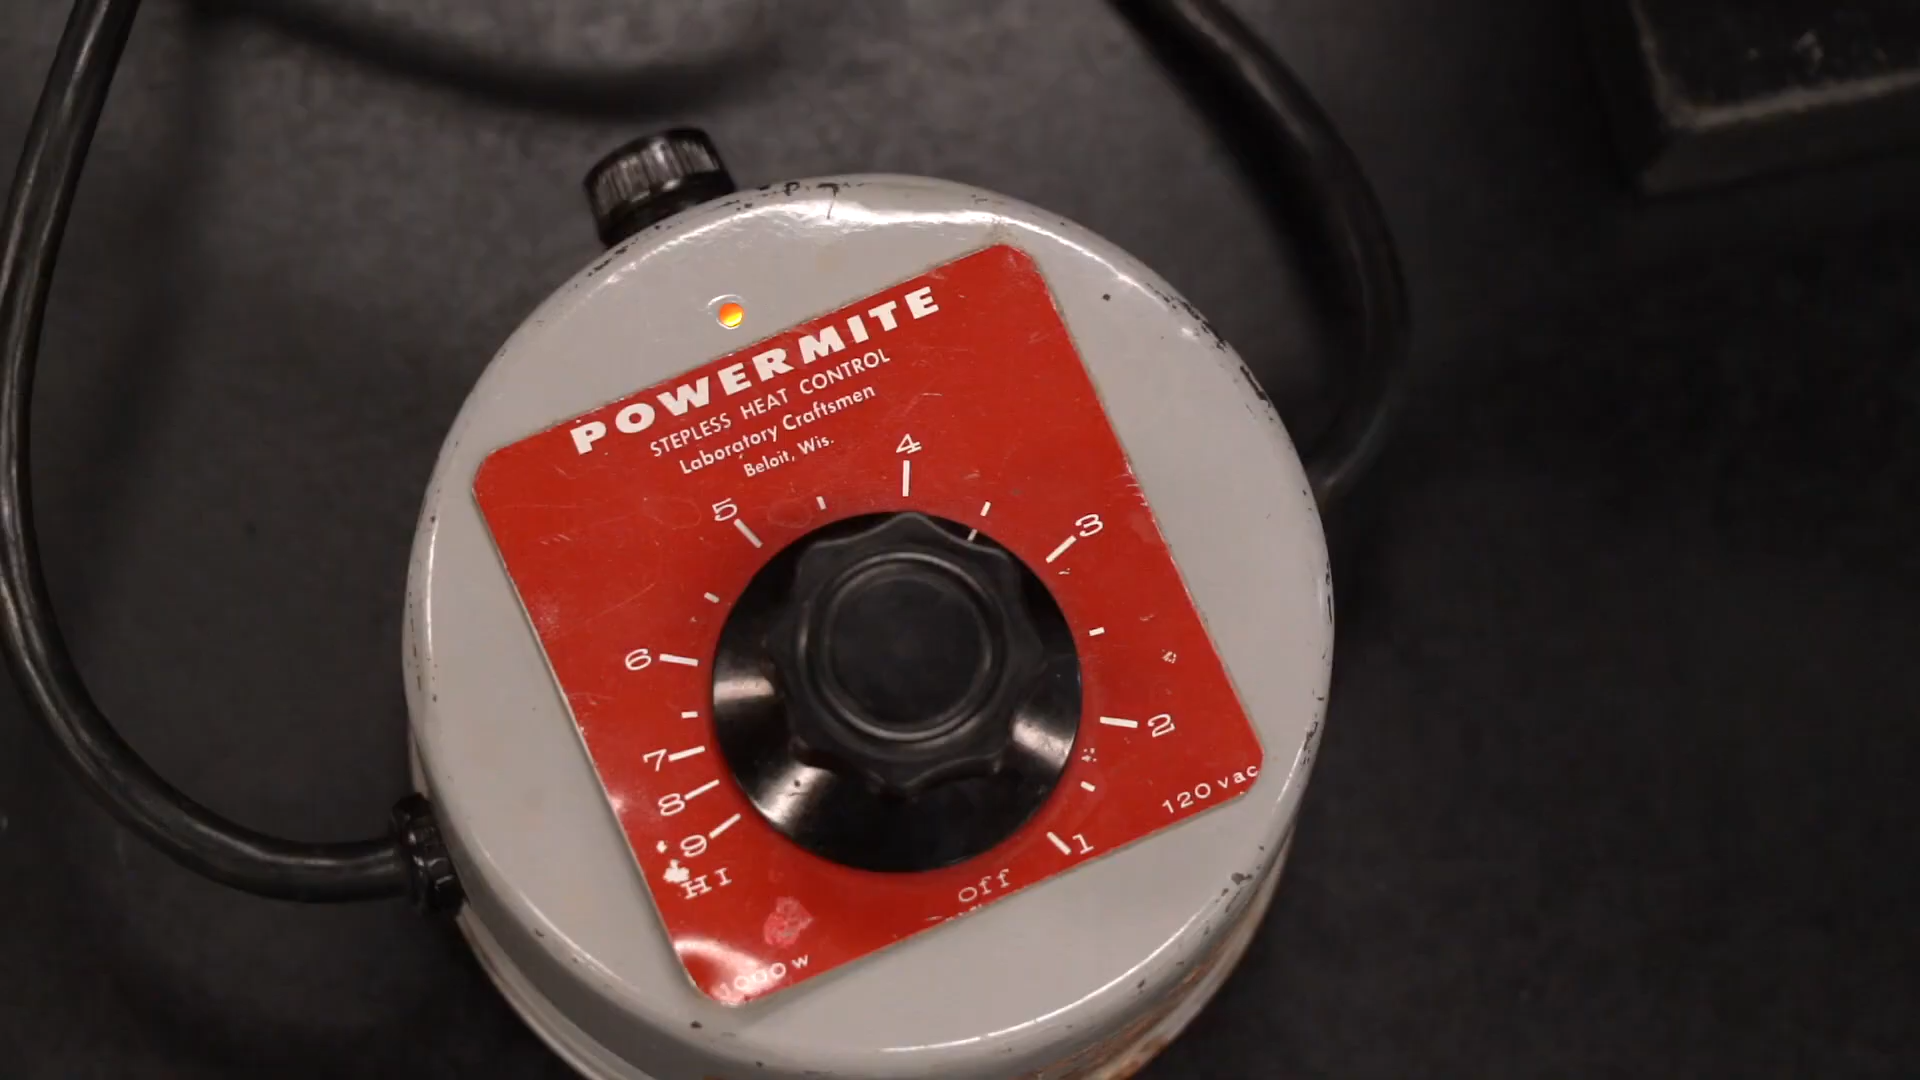 POWERMITE
STEPLESS HEAT CONTROL
Laboratory Craftsmen
Beloit, Wis.
4
5
3
6
2
7
8
9
HI
1
Off
120 vac
1000 w